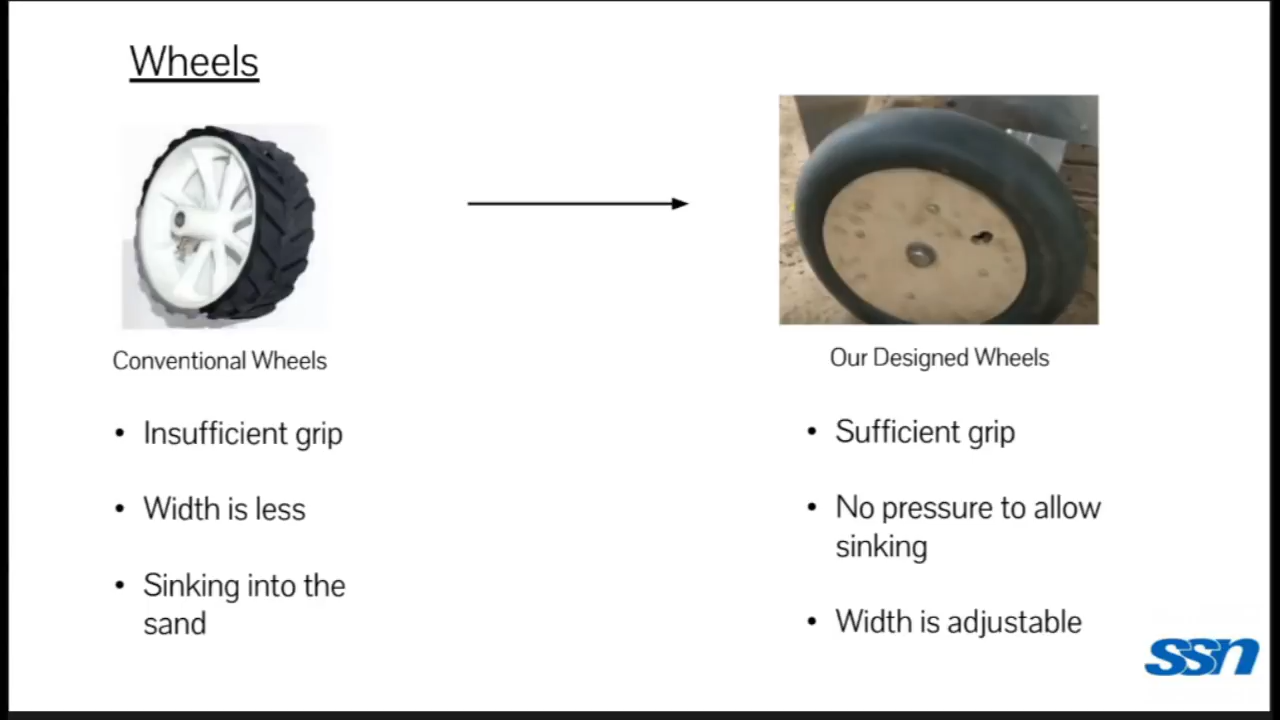 Wheels
Conventional Wheels
• Insufficient grip
• Width is less
• Sinking into the
sand
Our Designed Wheels
• Sufficient grip
• No pressure to allow
sinking
• Width is adjustable
ssn